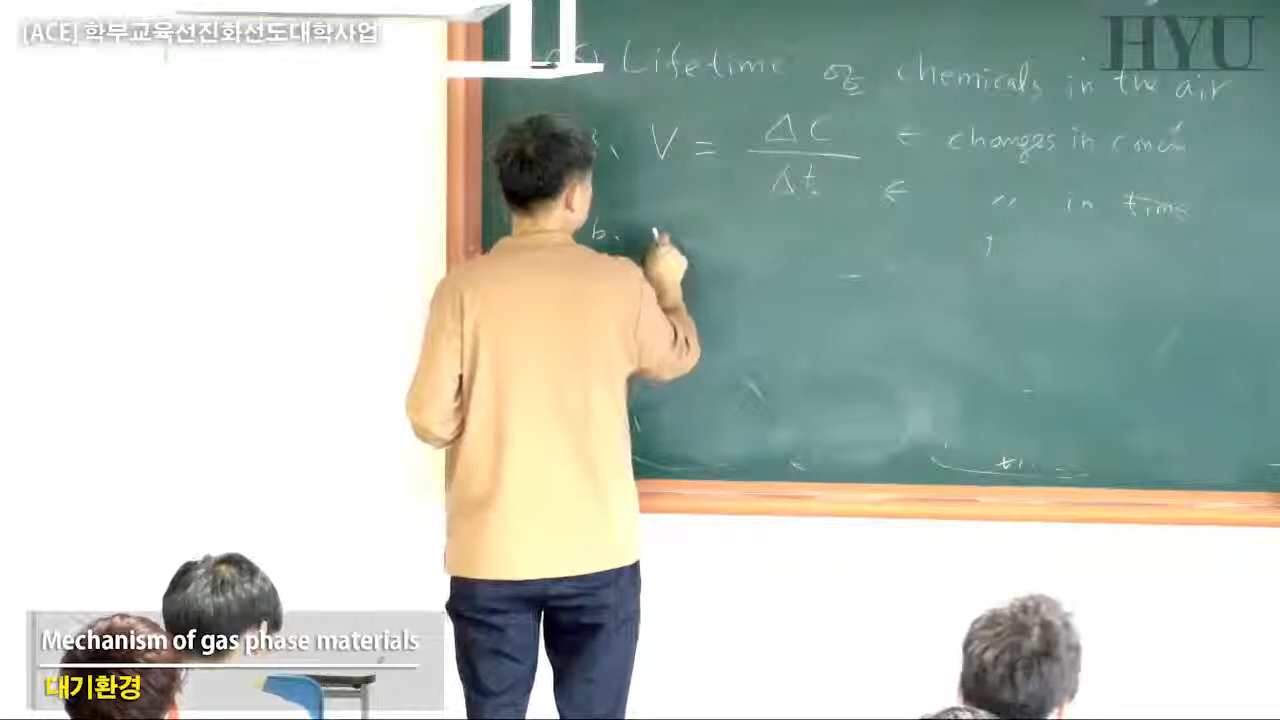 [ACE] 학부교육선진화선도대학사업
HYU
Lifetime of chemicals in the air
V = ΔC / Δt ← changes in conc'n
← 〃 in time
b.
Mechanism of gas phase materials
대기환경